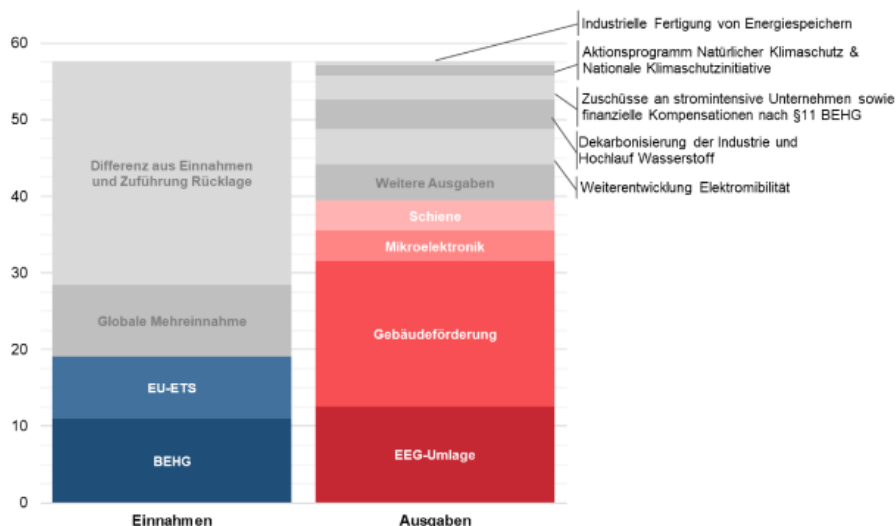 Industrielle Fertigung von Energiespeichern
Aktionsprogramm Natürlicher Klimaschutz &
Nationale Klimaschutzinitiative
Zuschüsse an stromintensive Unternehmen sowie
finanzielle Kompensationen nach §11 BEHG
Dekarbonisierung der Industrie und
Hochlauf Wasserstoff
Weiterentwicklung Elektromibilität
60
50
40
30
20
10
0
Differenz aus Einnahmen
und Zuführung Rücklage
Globale Mehreinnahme
EU-ETS
BEHG
Weitere Ausgaben
Schiene
Mikroelektronik
Gebäudeförderung
EEG-Umlage
Einnahmen
Ausgaben